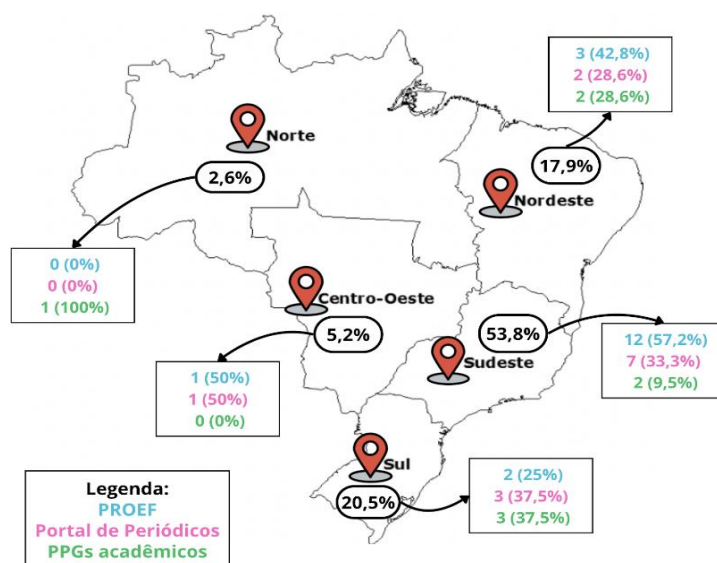 3 (42,8%)
2 (28,6%)
2 (28,6%)
Norte
17,9%
2,6%
Nordeste
0 (0%)
0 (0%)
1 (100%)
Centro-Oeste
5,2%
53,8%
12 (57,2%)
7 (33,3%)
2 (9,5%)
Sudeste
1 (50%)
1 (50%)
0 (0%)
Sul
20,5%
2 (25%)
3 (37,5%)
3 (37,5%)
Legenda:
PROEF
Portal de Periódicos
PPGs acadêmicos